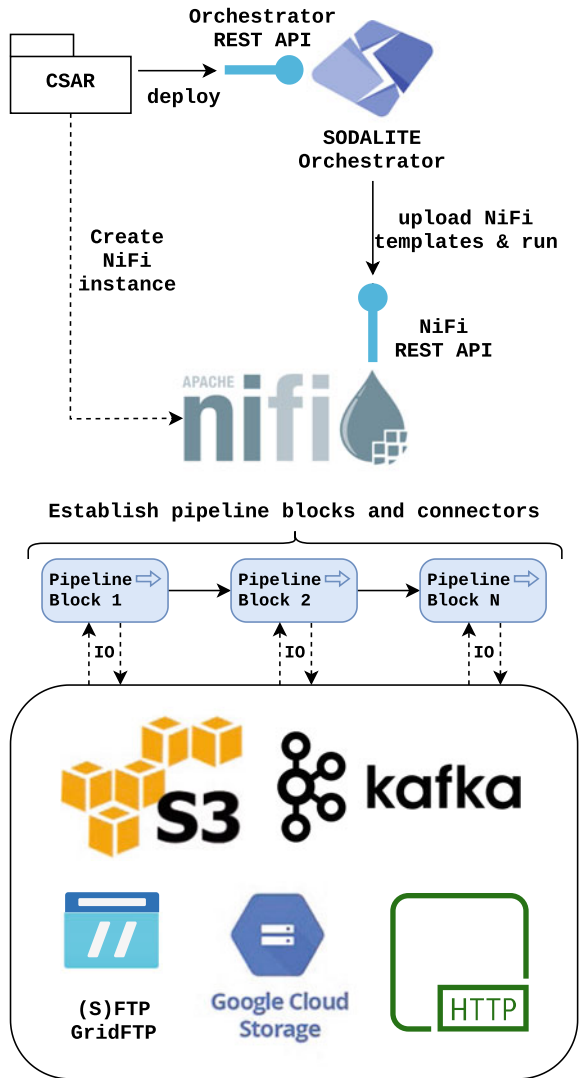 Orchestrator
REST API
CSAR
deploy
SODALITE
Orchestrator
Create
NiFi
instance
upload NiFi
templates & run
NiFi
REST API
APACHE
nifi
Establish pipeline blocks and connectors
Pipeline
Block 1
Pipeline
Block 2
Pipeline
Block N
IO
IO
IO
S3
kafka
(S)FTP
GridFTP
Google Cloud
Storage
HTTP